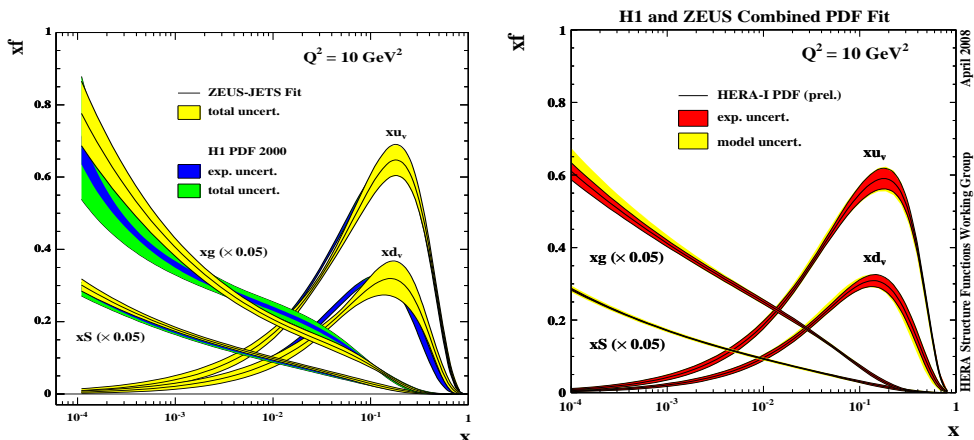 xf
1
0.8
0.6
0.4
0.2
0
Q² = 10 GeV²
ZEUS-JETS Fit
total uncert.
H1 PDF 2000
exp. uncert.
total uncert.
xuᵥ
xdᵥ
xg (× 0.05)
xS (× 0.05)
10⁻⁴ 10⁻³ 10⁻² 10⁻¹ 1
x
H1 and ZEUS Combined PDF Fit
xf
1
0.8
0.6
0.4
0.2
0
Q² = 10 GeV²
HERA-I PDF (prel.)
exp. uncert.
model uncert.
xuᵥ
xdᵥ
xg (× 0.05)
xS (× 0.05)
10⁻⁴ 10⁻³ 10⁻² 10⁻¹ 1
x
HERA Structure Functions Working Group April 2008